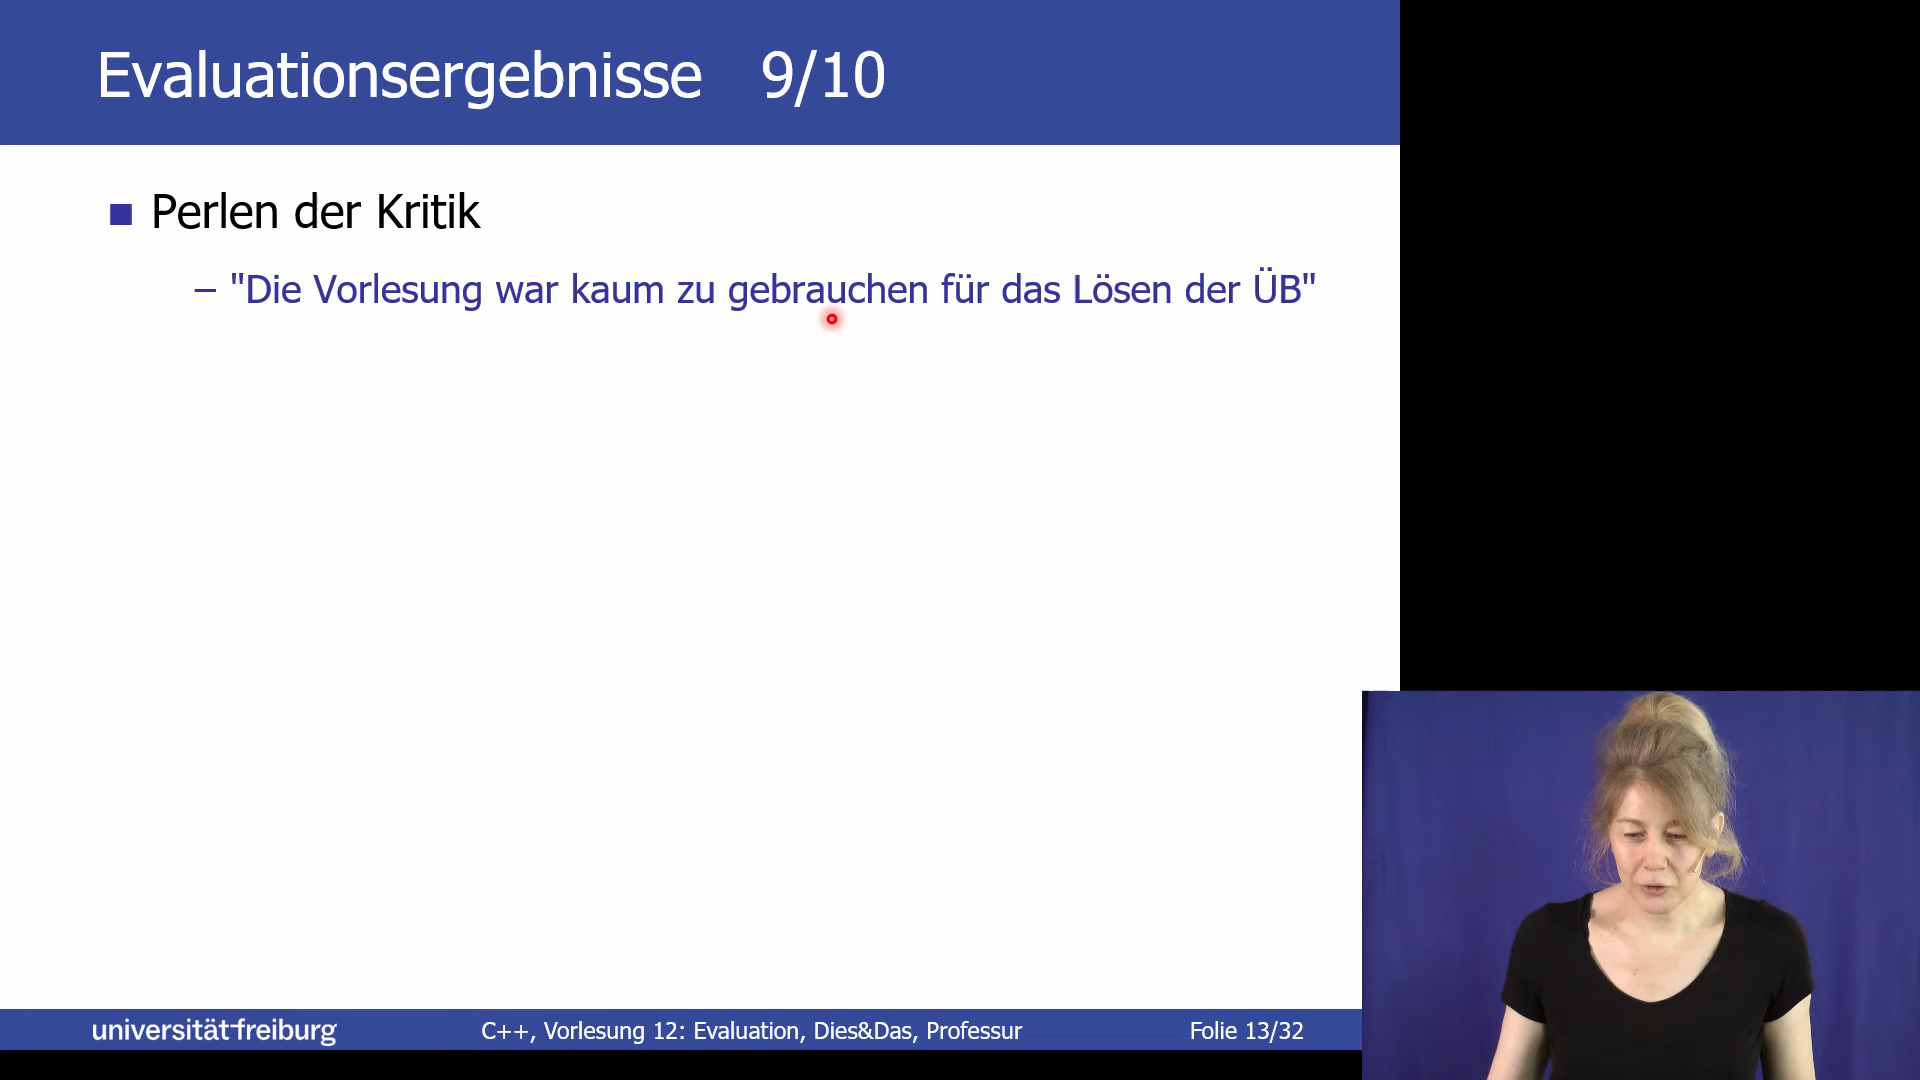 Evaluationsergebnisse 9/10
Perlen der Kritik
– "Die Vorlesung war kaum zu gebrauchen für das Lösen der ÜB"
universität freiburg
C++, Vorlesung 12: Evaluation, Dies&Das, Professur
Folie 13/32